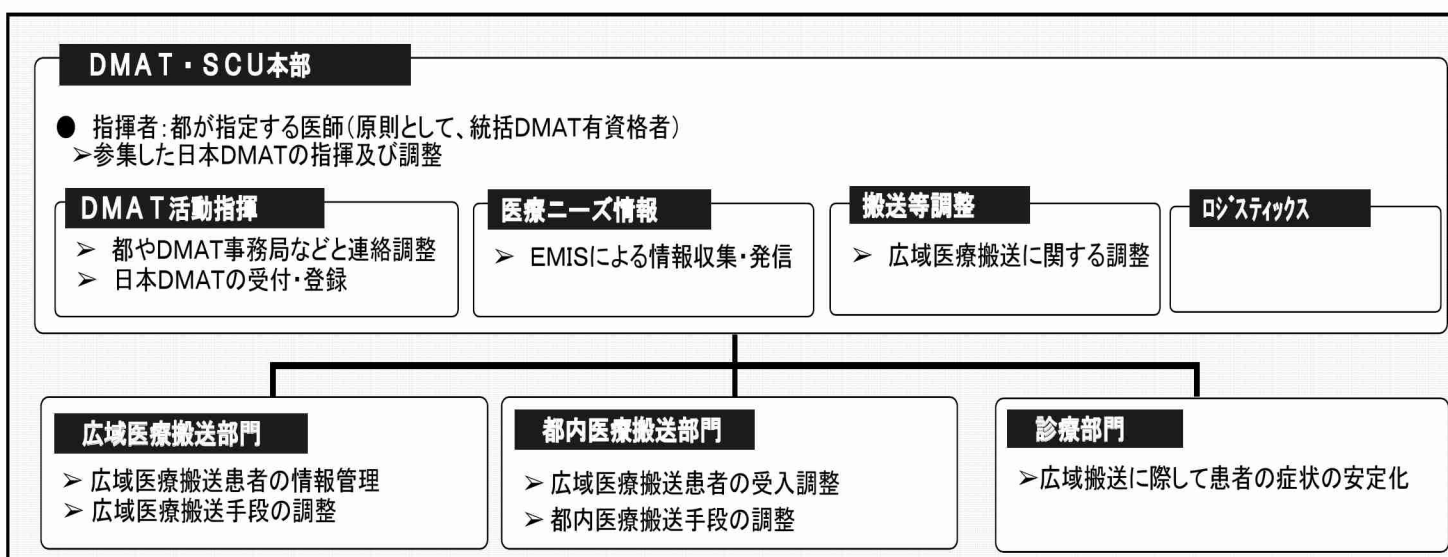 DMAT・SCU本部
● 指揮者:都が指定する医師(原則として、統括DMAT有資格者)
➢参集した日本DMATの指揮及び調整
DMAT活動指揮
➢ 都やDMAT事務局などと連絡調整
➢ 日本DMATの受付・登録
医療ニーズ情報
➢ EMISによる情報収集・発信
搬送等調整
➢ 広域医療搬送に関する調整
ロジスティックス
広域医療搬送部門
➢ 広域医療搬送患者の情報管理
➢ 広域医療搬送手段の調整
都内医療搬送部門
➢ 広域医療搬送患者の受入調整
➢ 都内医療搬送手段の調整
診療部門
➢広域搬送に際して患者の症状の安定化